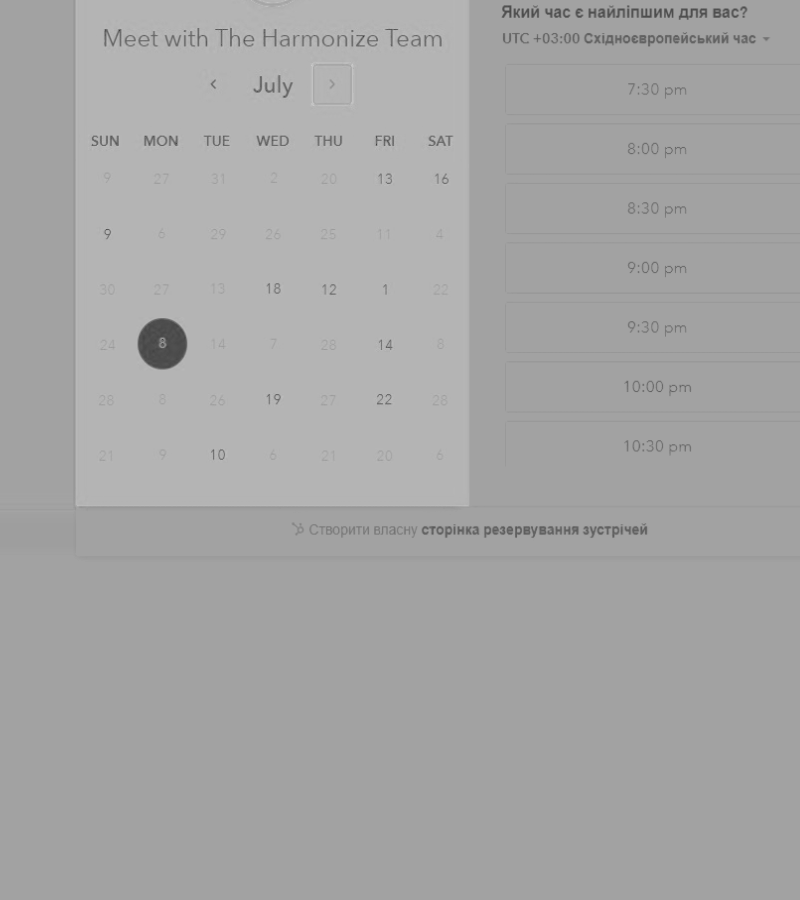 Meet with The Harmonize Team
July
SUN MON TUE WED THU FRI SAT
9 27 31 2 20 13 16
9 6 29 26 25 11 4
30 27 13 18 12 1 22
24 8 14 7 28 14 8
28 8 26 19 27 22 28
21 9 10 6 21 20 6
Який час є найліпшим для вас?
UTC +03:00 Східноєвропейський час
7:30 pm
8:00 pm
8:30 pm
9:00 pm
9:30 pm
10:00 pm
10:30 pm
Створити власну сторінка резервування зустрічей